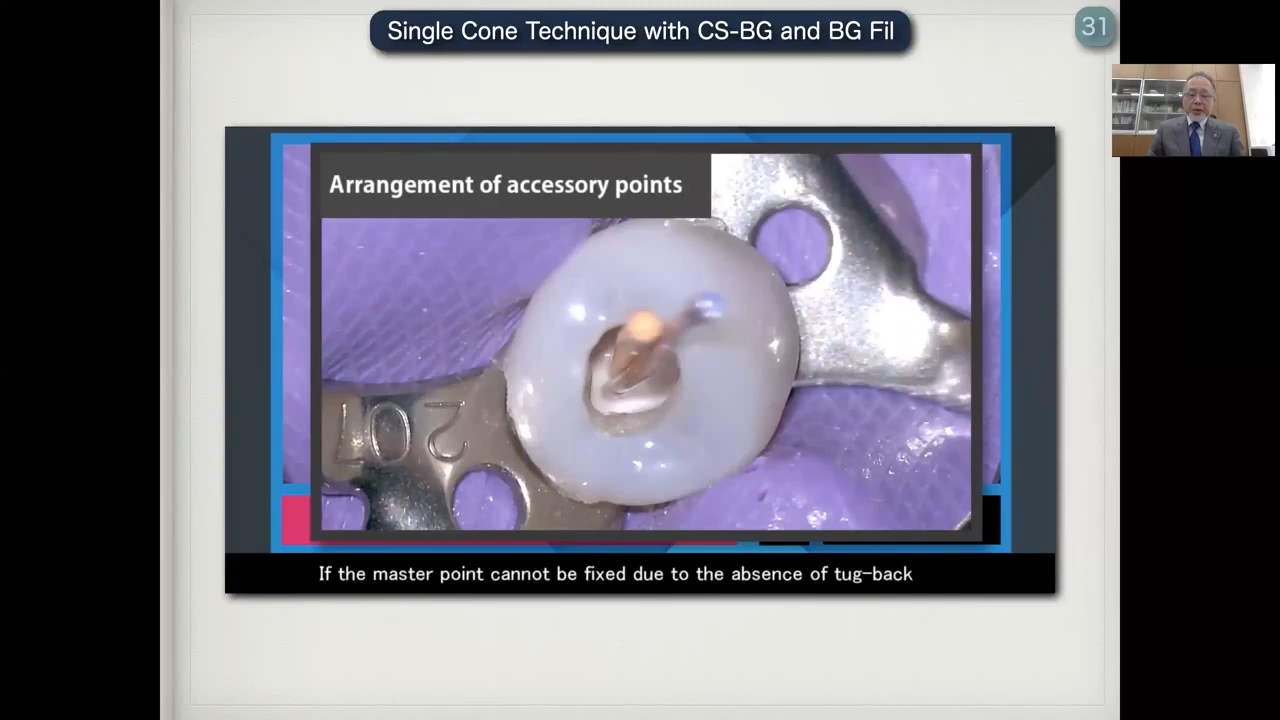 Single Cone Technique with CS-BG and BG Fil
31
Arrangement of accessory points
207
If the master point cannot be fixed due to the absence of tug-back